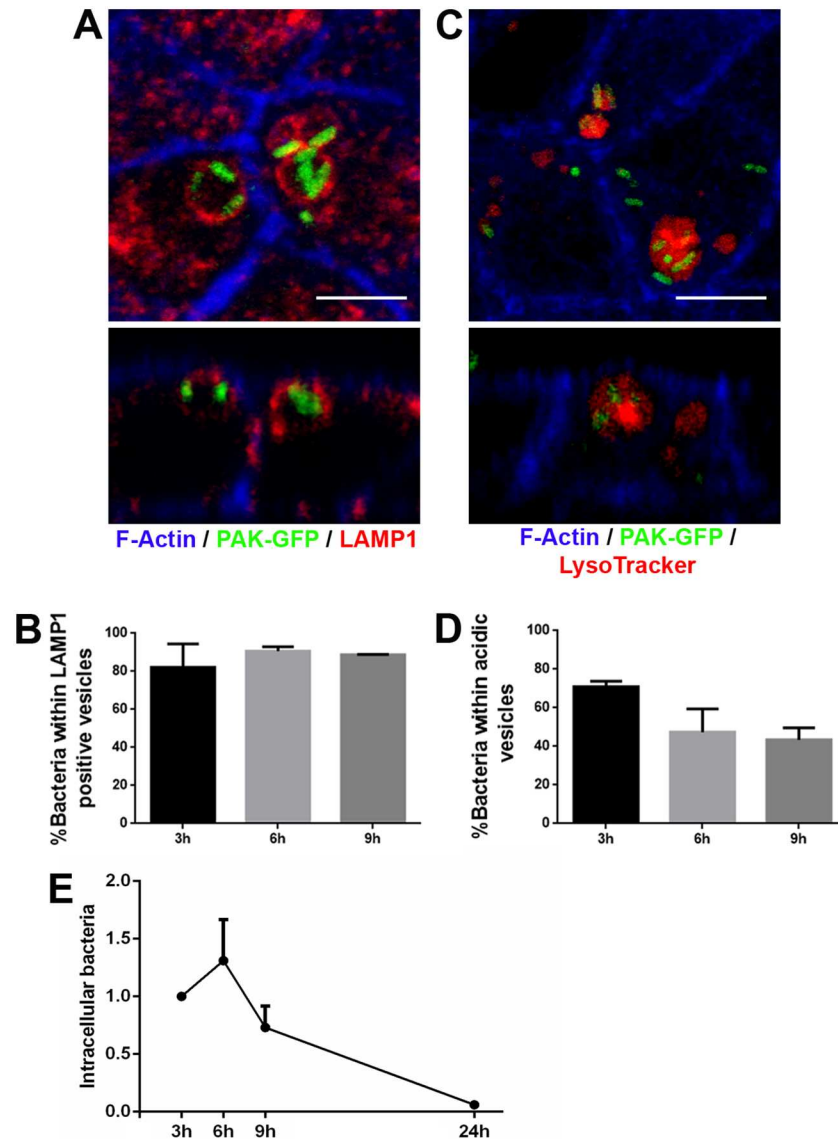 A
C
F-Actin / PAK-GFP / LAMP1
F-Actin / PAK-GFP /
LysoTracker
B
%Bacteria within LAMP1
positive vesicles
100
80
60
40
20
0
3h 6h 9h
D
%Bacteria within acidic
vesicles
100
80
60
40
20
0
3h 6h 9h
E
Intracellular bacteria
2.0
1.5
1.0
0.5
0.0
3h 6h 9h 24h